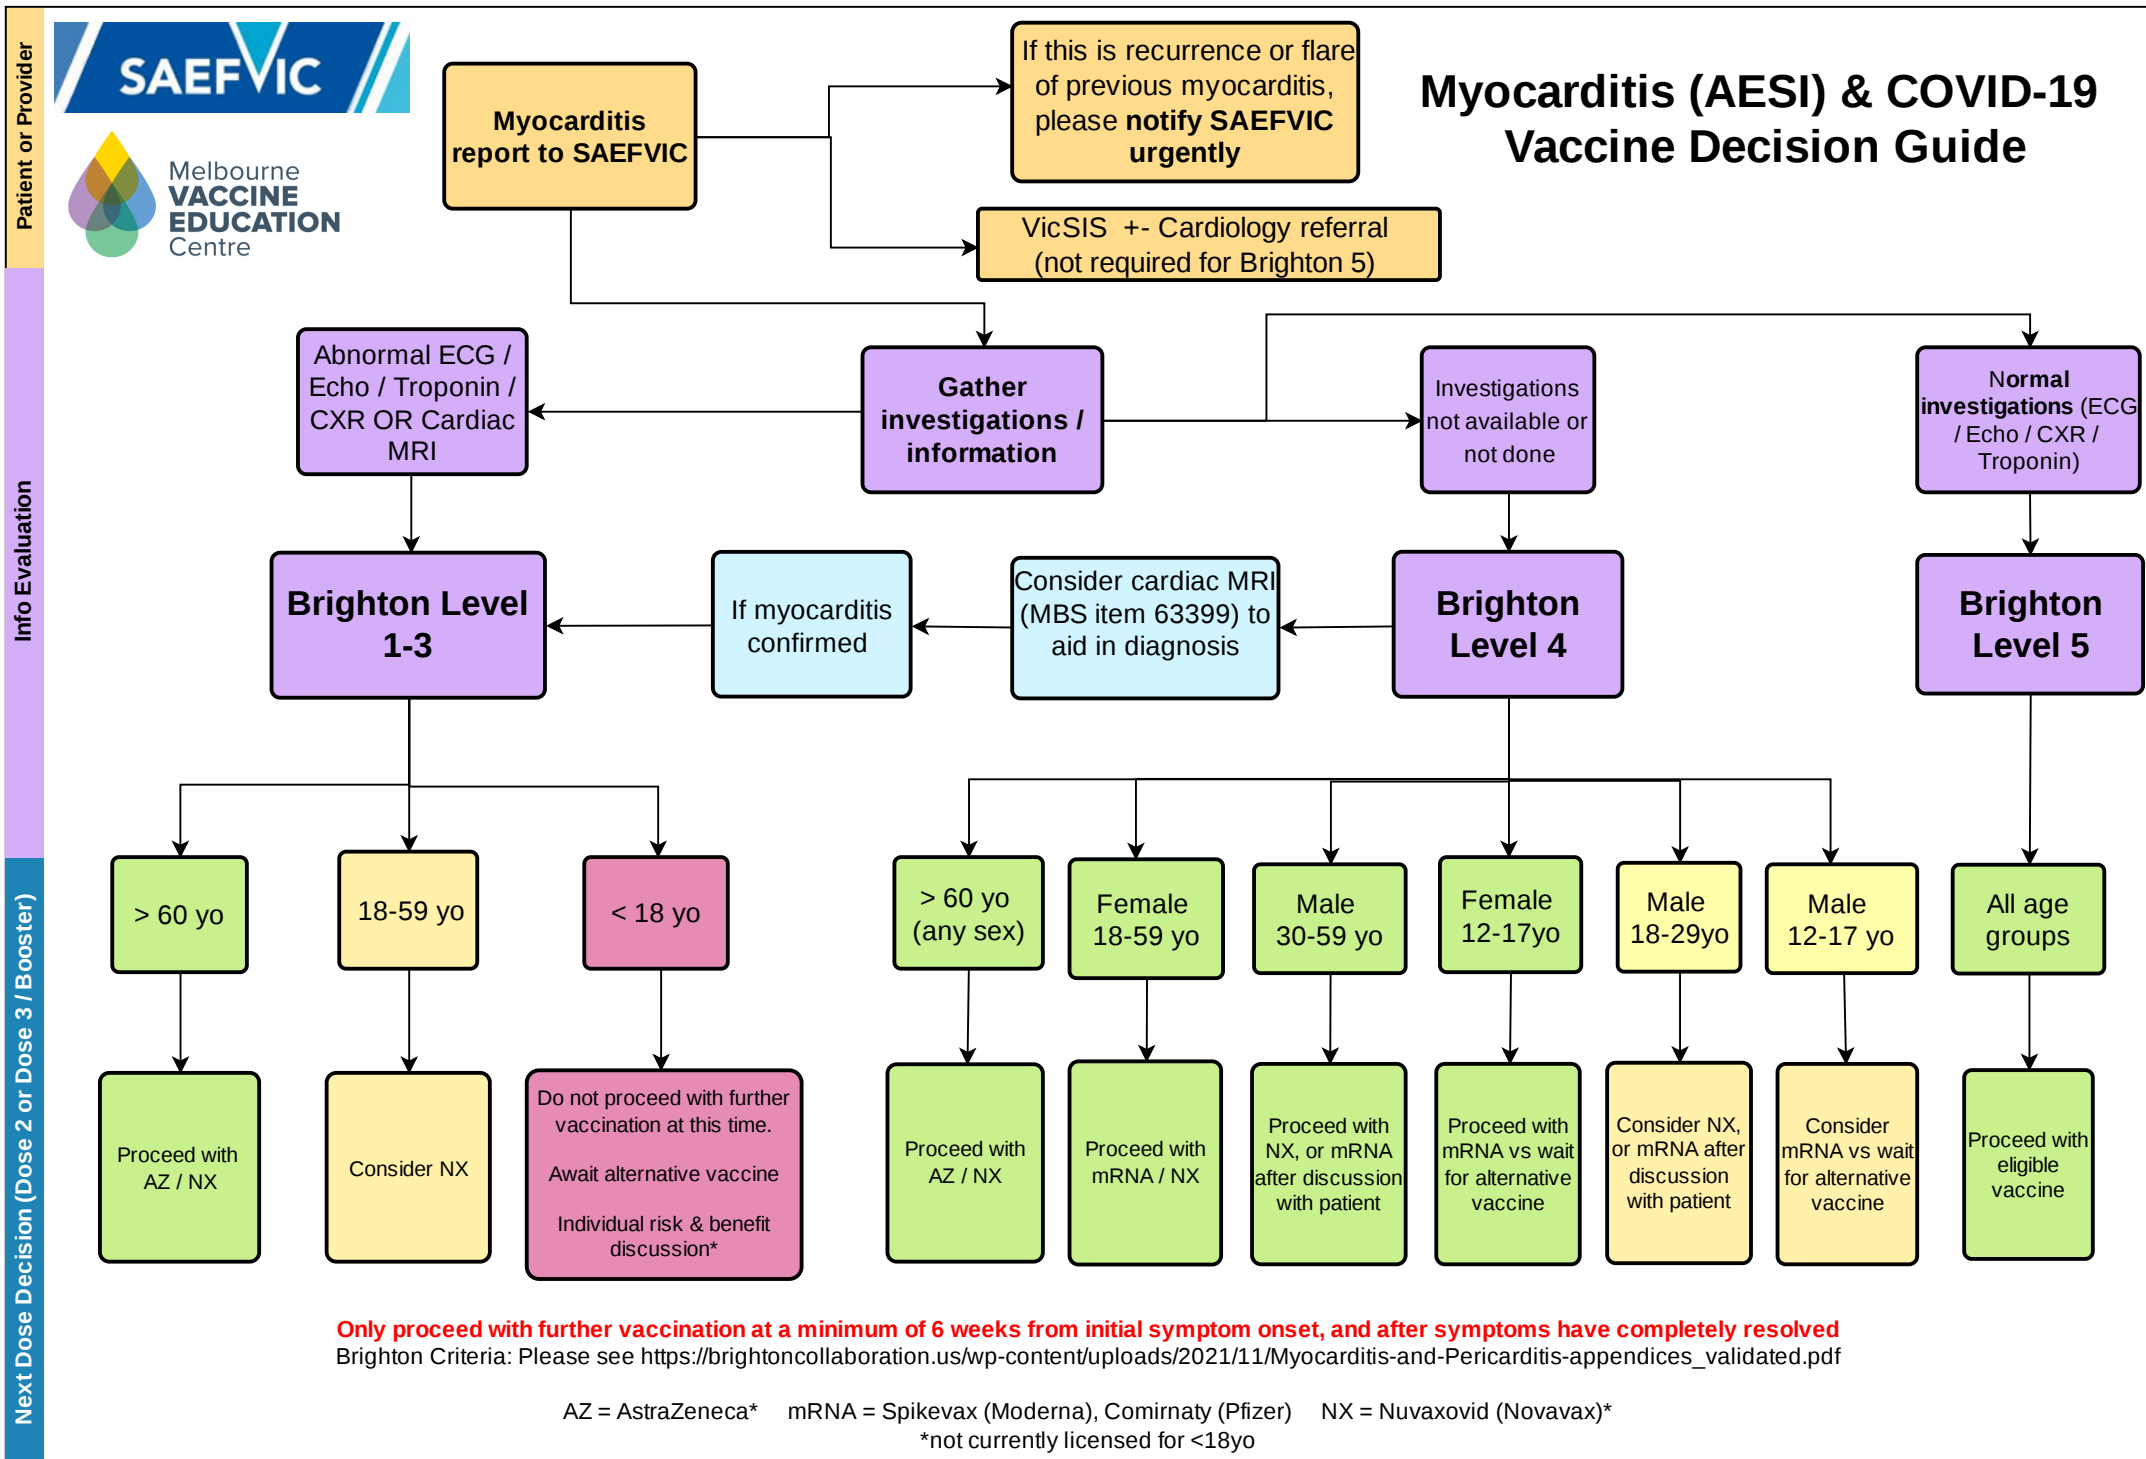 Patient or Provider
SAEFVIC
Melbourne
VACCINE
EDUCATION
Centre
Myocarditis
report to SAEFVIC
If this is recurrence or flare
of previous myocarditis,
please notify SAEFVIC
urgently
VicSIS +- Cardiology referral
(not required for Brighton 5)
Myocarditis (AESI) & COVID-19
Vaccine Decision Guide
Info Evaluation
Abnormal ECG /
Echo / Troponin /
CXR OR Cardiac
MRI
Gather
investigations /
information
Investigations
not available or
not done
Normal
investigations (ECG
/ Echo / CXR /
Troponin)
Brighton Level
1-3
If myocarditis
confirmed
Consider cardiac MRI
(MBS item 63399) to
aid in diagnosis
Brighton
Level 4
Brighton
Level 5
Next Dose Decision (Dose 2 or Dose 3 / Booster)
> 60 yo
18-59 yo
< 18 yo
> 60 yo
(any sex)
Female
18-59 yo
Male
30-59 yo
Female
12-17yo
Male
18-29yo
Male
12-17 yo
All age
groups
Proceed with
AZ / NX
Consider NX
Do not proceed with further
vaccination at this time.
Await alternative vaccine
Individual risk & benefit
discussion*
Proceed with
AZ / NX
Proceed with
mRNA / NX
Proceed with
NX, or mRNA
after discussion
with patient
Proceed with
mRNA vs wait
for alternative
vaccine
Consider NX,
or mRNA after
discussion
with patient
Consider
mRNA vs wait
for alternative
vaccine
Proceed with
eligible
vaccine
Only proceed with further vaccination at a minimum of 6 weeks from initial symptom onset, and after symptoms have completely resolved
Brighton Criteria: Please see https://brightoncollaboration.us/wp-content/uploads/2021/11/Myocarditis-and-Pericarditis-appendices_validated.pdf
AZ = AstraZeneca* mRNA = Spikevax (Moderna), Comirnaty (Pfizer) NX = Nuvaxovid (Novavax)*
*not currently licensed for <18yo